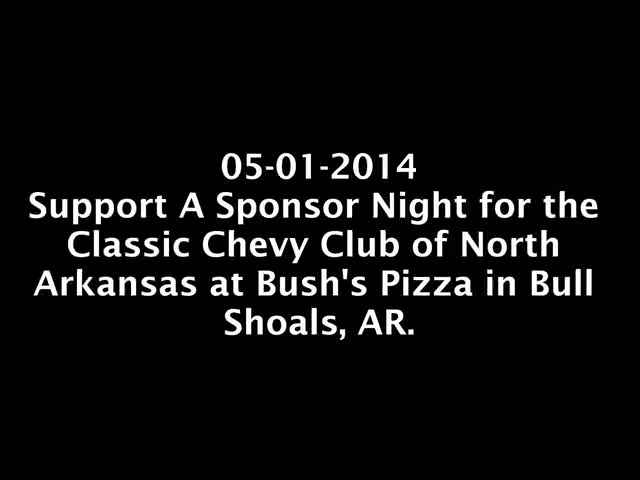 05-01-2014
Support A Sponsor Night for the
Classic Chevy Club of North
Arkansas at Bush's Pizza in Bull
Shoals, AR.